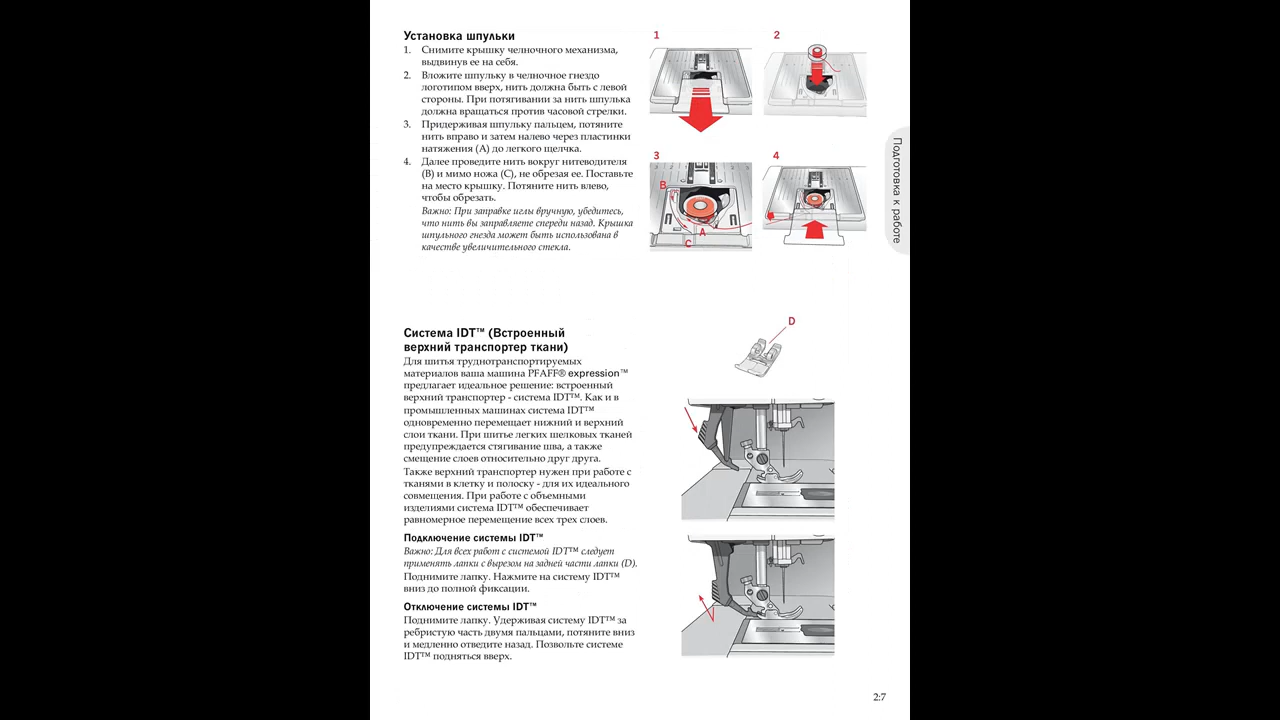 Установка шпульки
1. Снимите крышку челночного механизма,
выдвинув ее на себя.
2. Вложите шпульку в челночное гнездо
логотипом вверх, нить должна быть с левой
стороны. При потягивании за нить шпулька
должна вращаться против часовой стрелки.
3. Придерживая шпульку пальцем, потяните
нить вправо и затем налево через пластинки
натяжения (А) до легкого щелчка.
4. Далее проведите нить вокруг нитеводителя
(В) и мимо ножа (С), не обрезая ее. Поставьте
на место крышку. Потяните нить влево,
чтобы обрезать.
Важно: При заправке иглы вручную, убедитесь,
что нить вы заправляете спереди назад. Крышка
шпульного гнезда может быть использована в
качестве увеличительного стекла.
1
2
3
4
B
A
C
Подготовка к работе
Система IDT™ (Встроенный
верхний транспортер ткани)
Для шитья труднотранспортируемых
материалов ваша машина PFAFF® expression™
предлагает идеальное решение: встроенный
верхний транспортер - система IDT™. Как и в
промышленных машинах система IDT™
одновременно перемещает нижний и верхний
слои ткани. При шитье легких шелковых тканей
предупреждается стягивание шва, а также
смещение слоев относительно друг друга.
Также верхний транспортер нужен при работе с
тканями в клетку и полоску - для их идеального
совмещения. При работе с объемными
изделиями система IDT™ обеспечивает
равномерное перемещение всех трех слоев.
Подключение системы IDT™
Важно: Для всех работ с системой IDT™ следует
применять лапки с вырезом на задней части лапки (D).
Поднимите лапку. Нажмите на систему IDT™
вниз до полной фиксации.
Отключение системы IDT™
Поднимите лапку. Удерживая систему IDT™ за
ребристую часть двумя пальцами, потяните вниз
и медленно отведите назад. Позвольте системе
IDT™ подняться вверх.
D
2:7